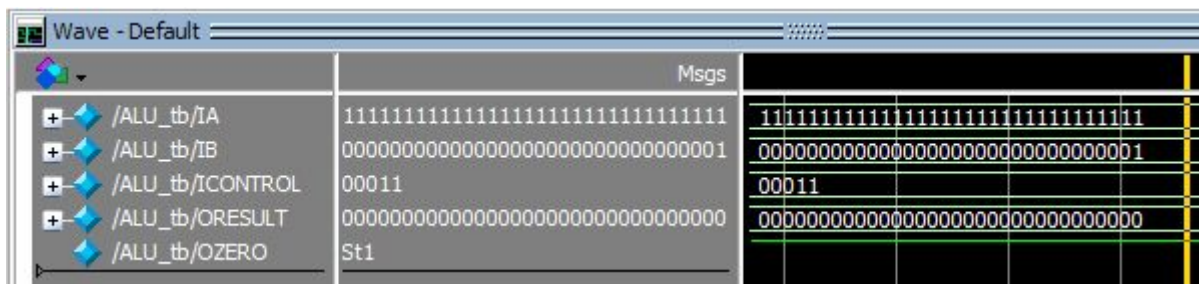 Wave - Default
Msgs
/ALU_tb/IA 11111111111111111111111111111111 11111111111111111111111111111111
/ALU_tb/IB 00000000000000000000000000000001 00000000000000000000000000000001
/ALU_tb/ICONTROL 00011 00011
/ALU_tb/ORESULT 00000000000000000000000000000000 00000000000000000000000000000000
/ALU_tb/OZERO St1